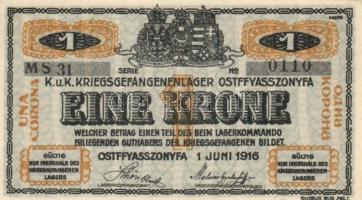 1
1
MS 31 SERIE No 0110
K.u.K. KRIEGSGEFANGENENLAGER OSTFFYASSZONYFA
UNA CORONA
EINE KRONE
ОДНА КОРОНА
WELCHER BETRAG EINEN TEIL DES BEIM LAGERKOMMANDO
ERLIEGENDEN GUTHABENS DER KRIEGSGEFANGENEN BILDET.
OSTFFYASSZONYFA 1 JUNI 1916
GÜLTIG
NUR INNERHALB DES
KRIEGSGEFANGENEN
LAGERS
GÜLTIG
NUR INNERHALB DES
KRIEGSGEFANGENEN
LAGERS